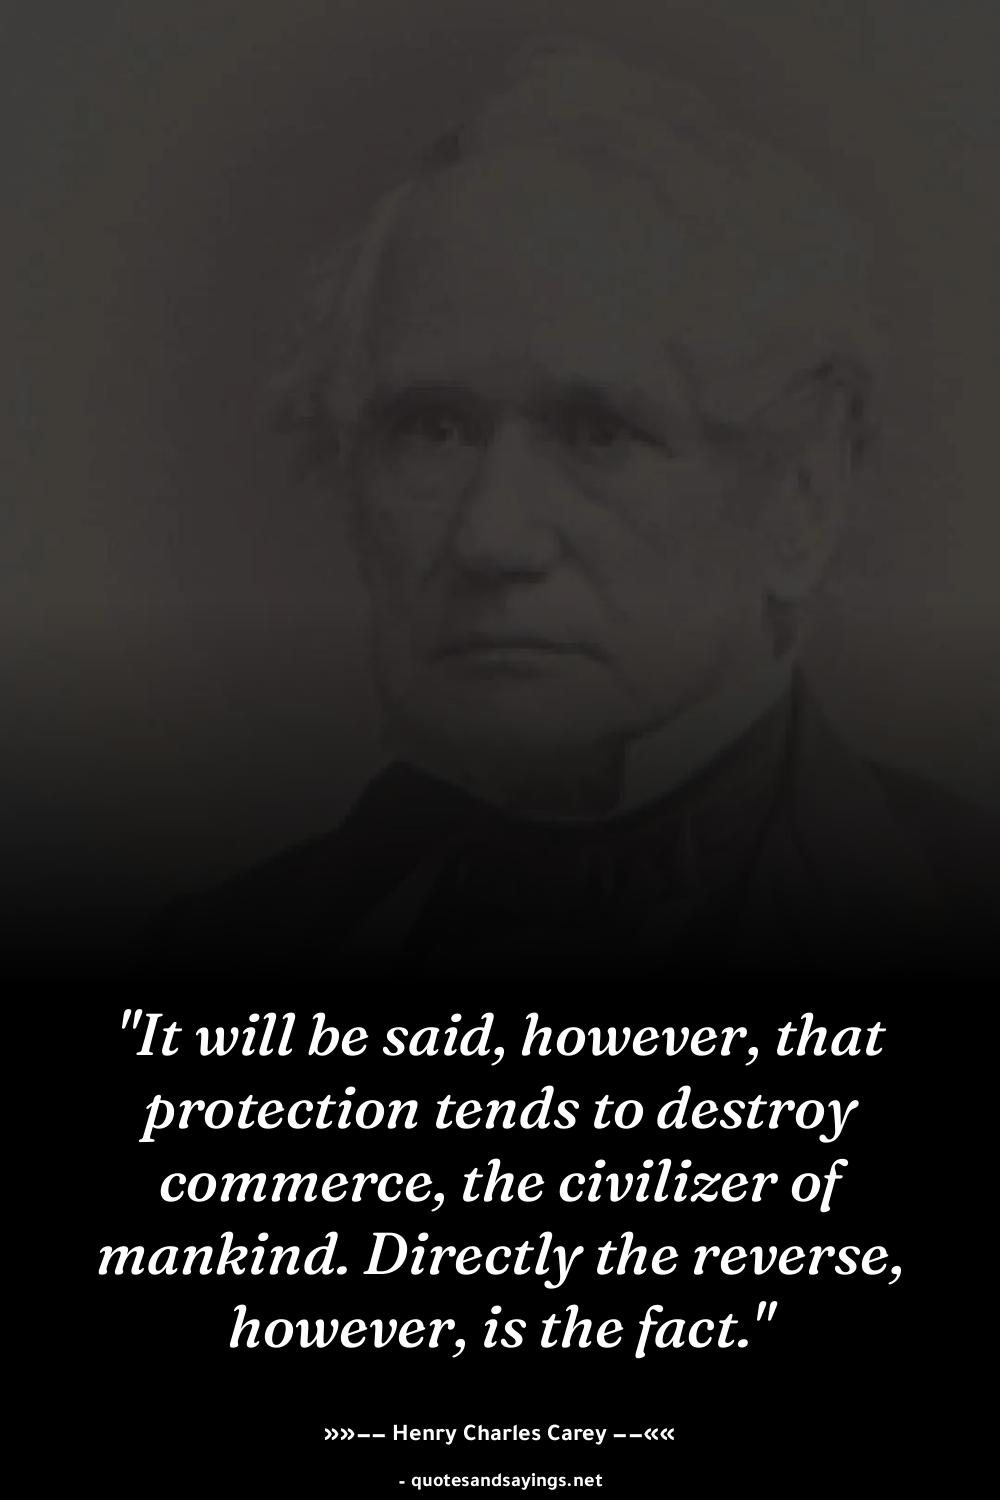 "It will be said, however, that
protection tends to destroy
commerce, the civilizer of
mankind. Directly the reverse,
however, is the fact."
»»−− Henry Charles Carey −−««
- quotesandsayings.net